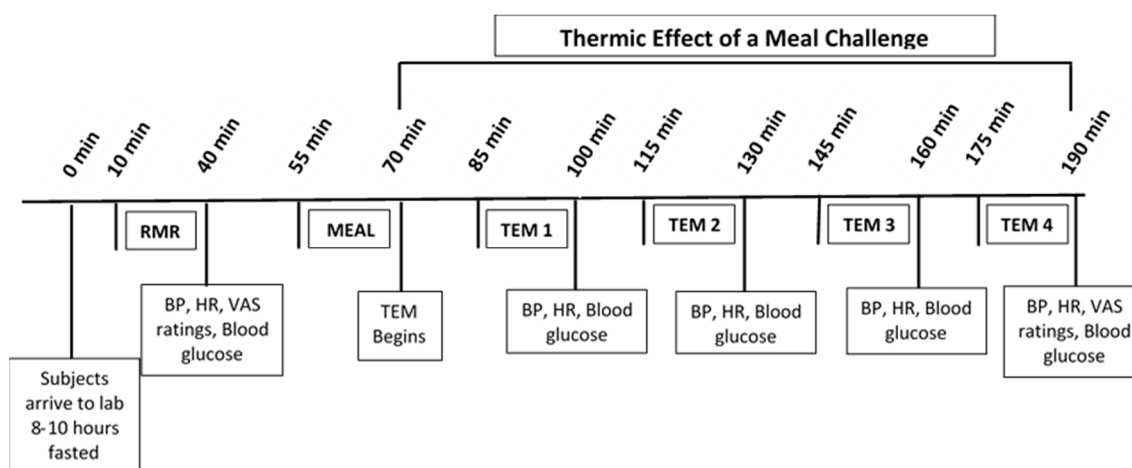 Thermic Effect of a Meal Challenge
0 min
10 min
40 min
55 min
70 min
85 min
100 min
115 min
130 min
145 min
160 min
175 min
190 min
RMR
MEAL
TEM 1
TEM 2
TEM 3
TEM 4
Subjects
arrive to lab
8-10 hours
fasted
BP, HR, VAS
ratings, Blood
glucose
TEM
Begins
BP, HR, Blood
glucose
BP, HR, Blood
glucose
BP, HR, Blood
glucose
BP, HR, VAS
ratings, Blood
glucose